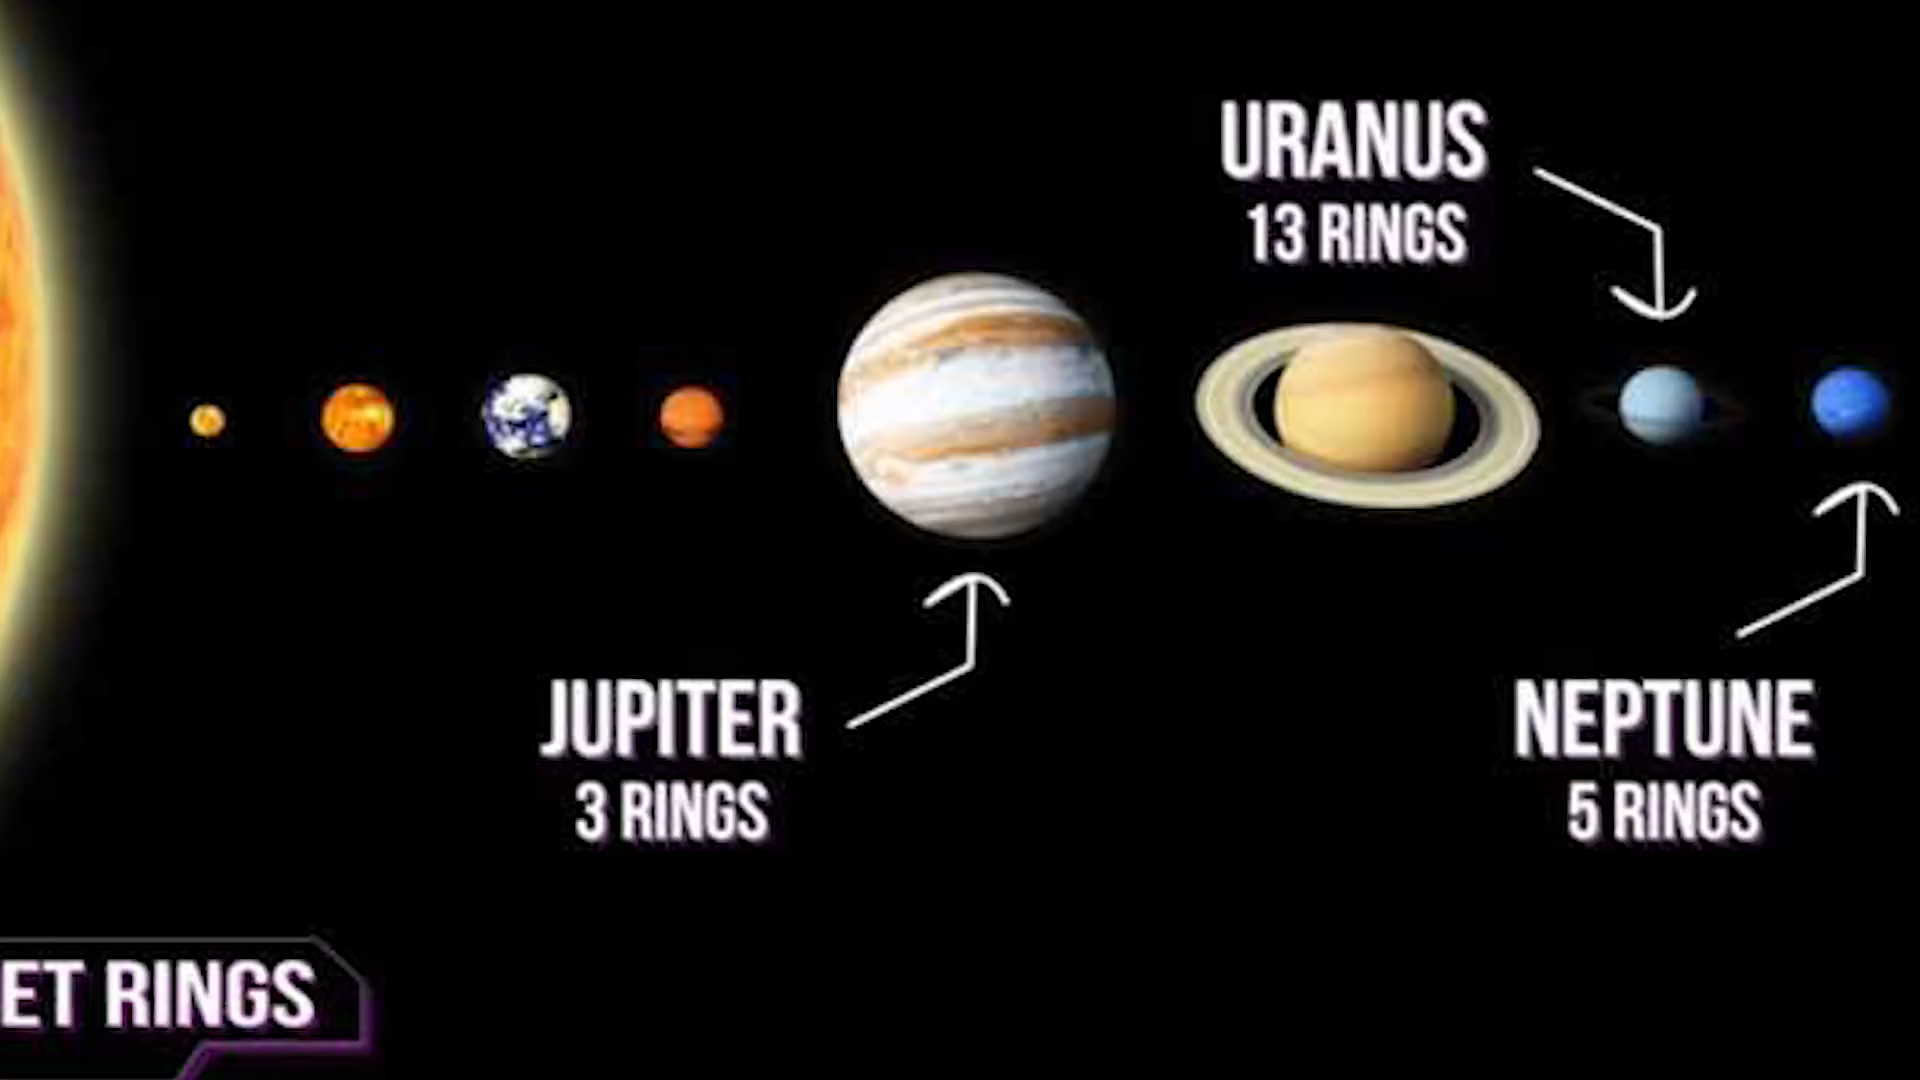 URANUS
13 RINGS
JUPITER
3 RINGS
NEPTUNE
5 RINGS
ET RINGS